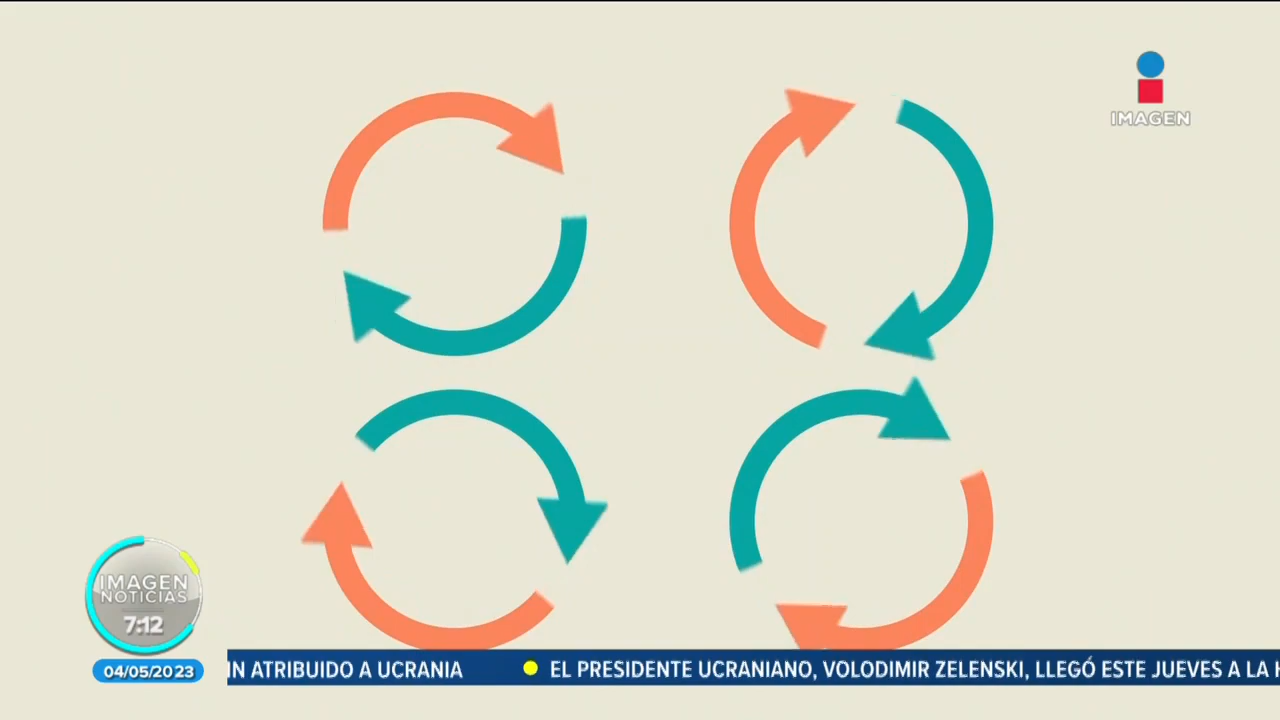 IMAGEN
IMAGEN
NOTICIAS
7:12
04/05/2023
IN ATRIBUIDO A UCRANIA
EL PRESIDENTE UCRANIANO, VOLODIMIR ZELENSKI, LLEGÓ ESTE JUEVES A LA